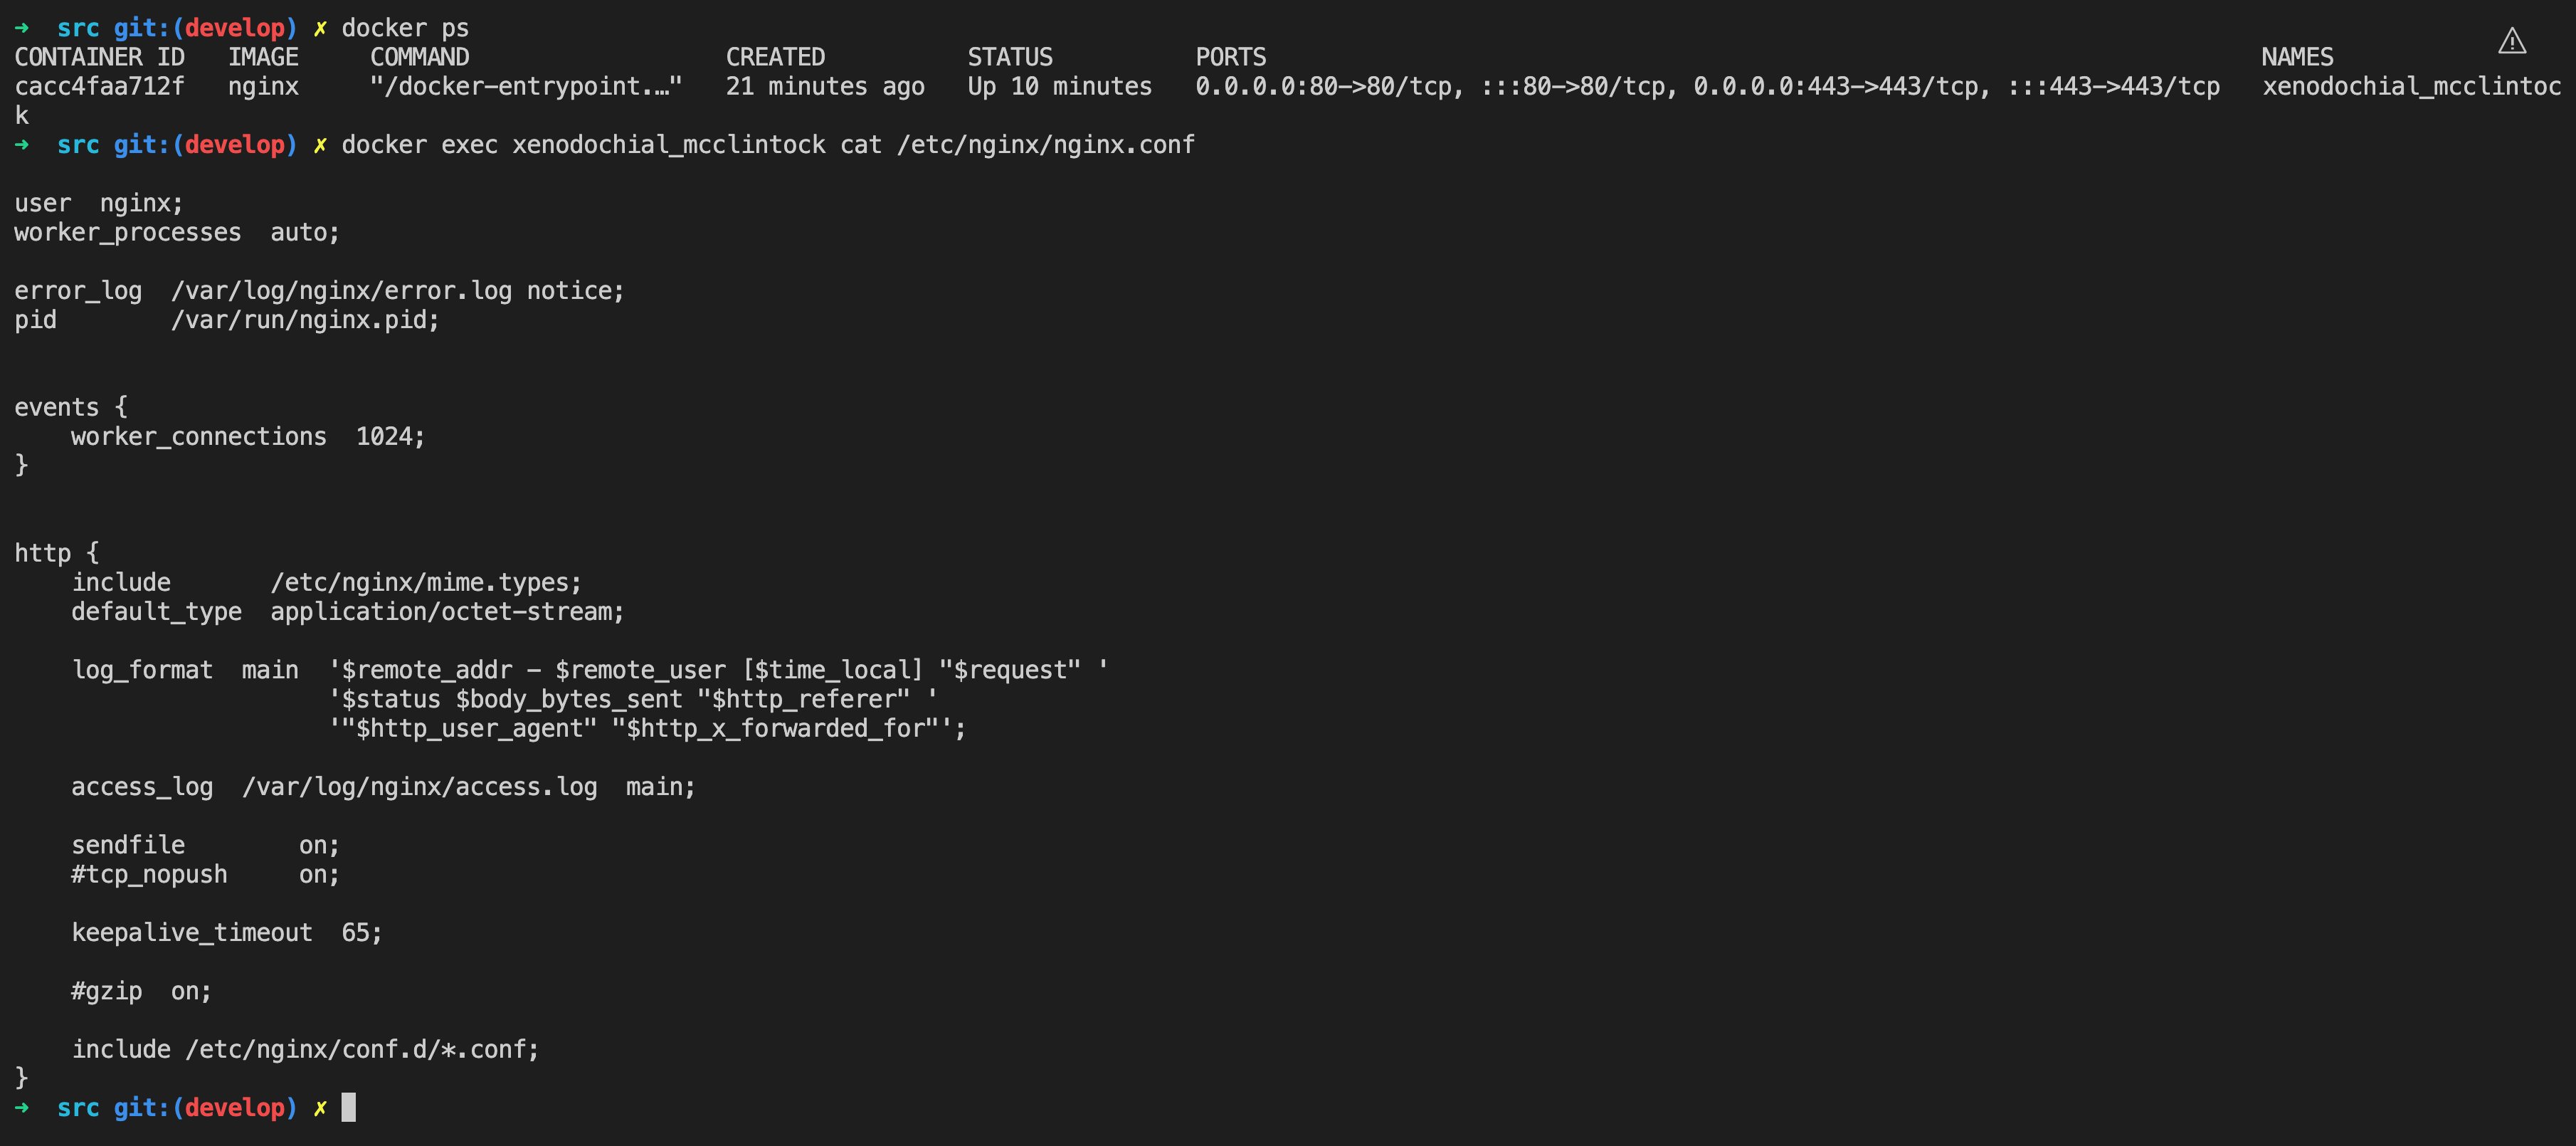 ➜  src git:(develop) ✗ docker ps
CONTAINER ID   IMAGE     COMMAND                  CREATED          STATUS          PORTS                                                                      NAMES
cacc4faa712f   nginx     "/docker-entrypoint.…"   21 minutes ago   Up 10 minutes   0.0.0.0:80->80/tcp, :::80->80/tcp, 0.0.0.0:443->443/tcp, :::443->443/tcp   xenodochial_mcclintoc
k
➜  src git:(develop) ✗ docker exec xenodochial_mcclintock cat /etc/nginx/nginx.conf

user  nginx;
worker_processes  auto;

error_log  /var/log/nginx/error.log notice;
pid        /var/run/nginx.pid;


events {
    worker_connections  1024;
}


http {
    include       /etc/nginx/mime.types;
    default_type  application/octet-stream;

    log_format  main  '$remote_addr - $remote_user [$time_local] "$request" '
                      '$status $body_bytes_sent "$http_referer" '
                      '"$http_user_agent" "$http_x_forwarded_for"';

    access_log  /var/log/nginx/access.log  main;

    sendfile        on;
    #tcp_nopush     on;

    keepalive_timeout  65;

    #gzip  on;

    include /etc/nginx/conf.d/*.conf;
}
➜  src git:(develop) ✗